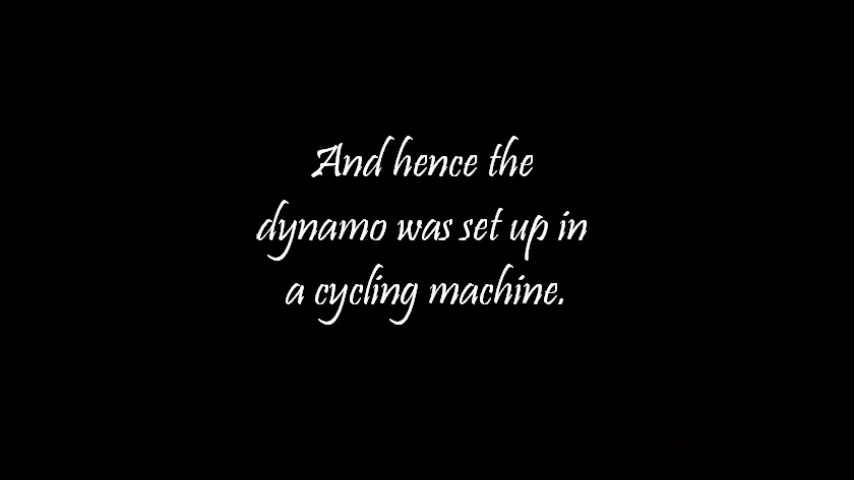 And hence the
dynamo was set up in
a cycling machine.